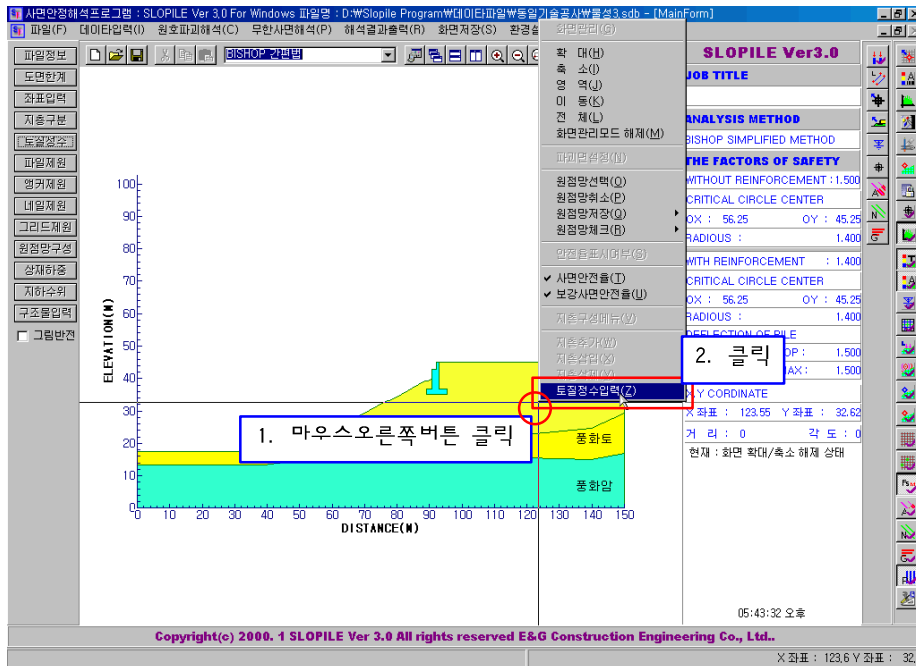 사면안정해석프로그램 : SLOPILE Ver 3,0 For Windows 파일명 : D:₩Slopile Program₩데이타파일₩동일기술공사₩물성3.sdb - [MainForm]
파일(F) 데이타입력(I) 원호파괴해석(C) 무한사면해석(P) 해석결과출력(R) 화면저장(S) 환경설
BISHOP 간편법
파일정보
도면한계
좌표입력
지층구분
토질정수
파일제원
앵커제원
네일제원
그리드제원
원점망구성
상재하중
지하수위
구조물입력
그림반전
ELEVATION(M)
100
90
80
70
60
50
40
30
20
10
0
0 10 20 30 40 50 60 70 80 90 100 110 120 130 140 150
DISTANCE(M)
풍화토
풍화암
1. 마우스오른쪽버튼 클릭
2. 클릭
화면관리(G)
확 대(H)
축 소(I)
영 역(J)
이 동(K)
전 체(L)
화면관리모드 해제(M)
파괴면설정(N)
원점망선택(O)
원점망취소(P)
원점망저장(Q)
원점망체크(R)
안전율표시여부(S)
사면안전율(T)
보강사면안전율(U)
지층구성메뉴(V)
지층추가(W)
지층삽입(X)
지층삭제(Y)
토질정수입력(Z)
SLOPILE Ver3.0
JOB TITLE
ANALYSIS METHOD
BISHOP SIMPLIFIED METHOD
THE FACTORS OF SAFETY
WITHOUT REINFORCEMENT : 1.500
CRITICAL CIRCLE CENTER
OX : 56.25 OY : 45.25
RADIOUS : 1.400
WITH REINFORCEMENT : 1.400
CRITICAL CIRCLE CENTER
OX : 56.25 OY : 45.25
RADIOUS : 1.400
DEFLECTION OF PILE
OP : 1.500
AX : 1.500
X,Y CORDINATE
X 좌표 : 123.55 Y 좌표 : 32.62
거 리 : 0 각 도 : 0
현재 : 화면 확대/축소 해제 상태
05:43:32 오후
Copyright(c) 2000. 1 SLOPILE Ver 3.0 All rights reserved E&G Construction Engineering Co., Ltd..
X 좌표 : 123,6 Y 좌표 : 32,